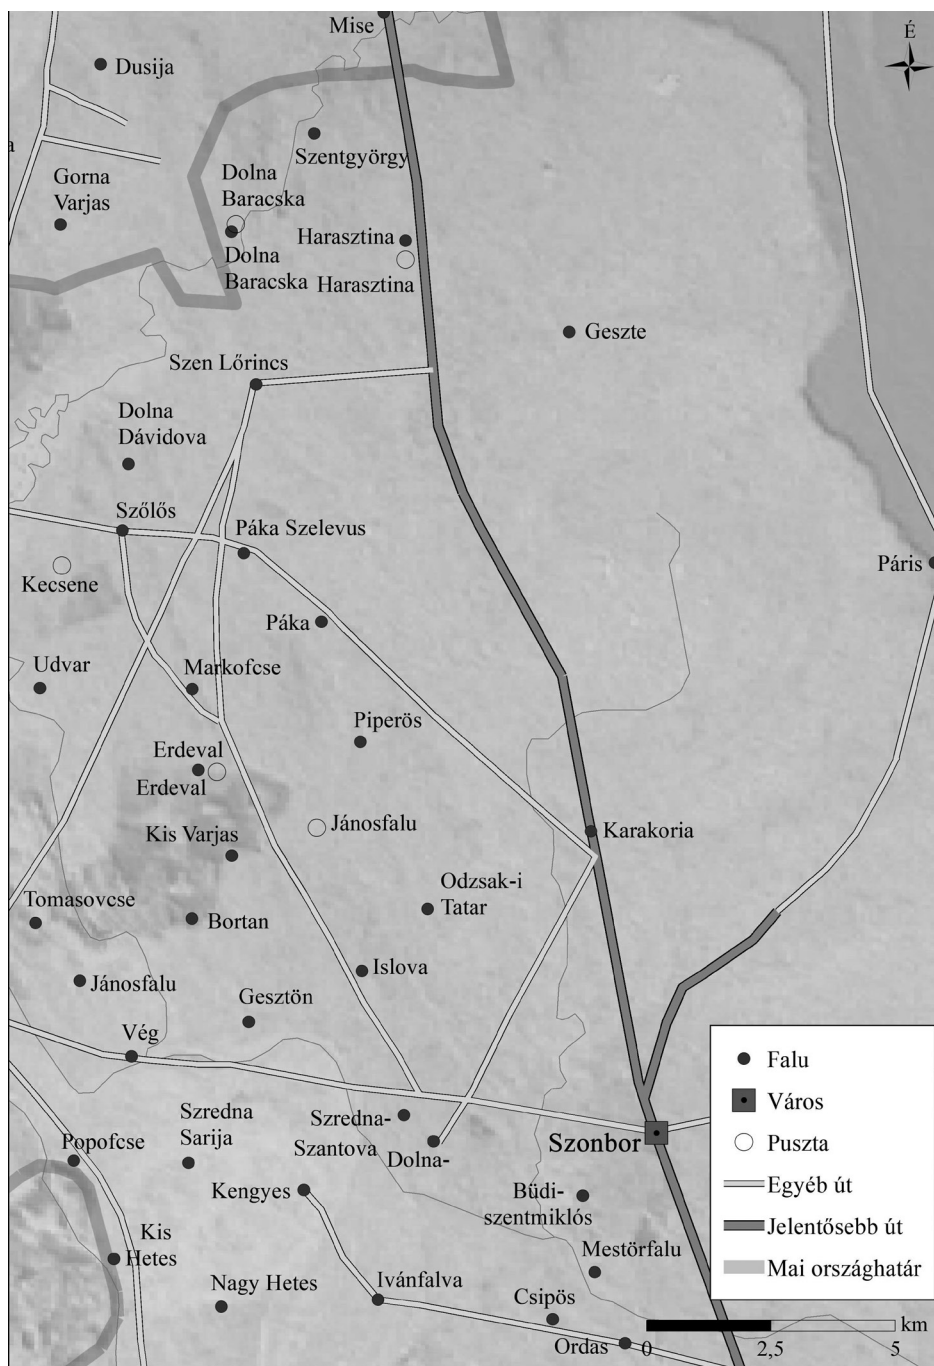 Mise
É
Dusija
a
Szentgyörgy
Gorna
Varjas
Dolna
Baracska
Harasztina
Dolna
Baracska
Harasztina
Geszte
Szen Lőrincs
Dolna
Dávidova
Szőlős
Páka Szelevus
Kecsene
Páris
Páka
Udvar
Markofcse
Piperös
Erdeval
Erdeval
Jánosfalu
Kis Varjas
Karakoria
Odzsak-i
Tatar
Tomasovcse
Bortan
Islova
Jánosfalu
Gesztön
Vég
Szredna
Sarija
Szredna-
Szantova
Dolna-
Szonbor
Popofcse
Kengyes
Büdi-
szentmiklós
Kis
Hetes
Mestörfalu
Nagy Hetes
Ivánfalva
Csipös
Ordas
Falu
Város
Puszta
Egyéb út
Jelentősebb út
Mai országhatár
km
0 2,5 5